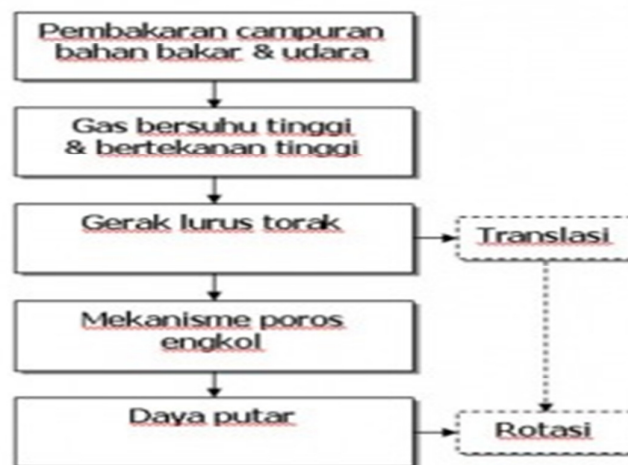 Pembakaran campuran
bahan bakar & udara
Gas bersuhu tinggi
& bertekanan tinggi
Gerak lurus torak
Translasi
Mekanisme poros
engkol
Daya putar
Rotasi